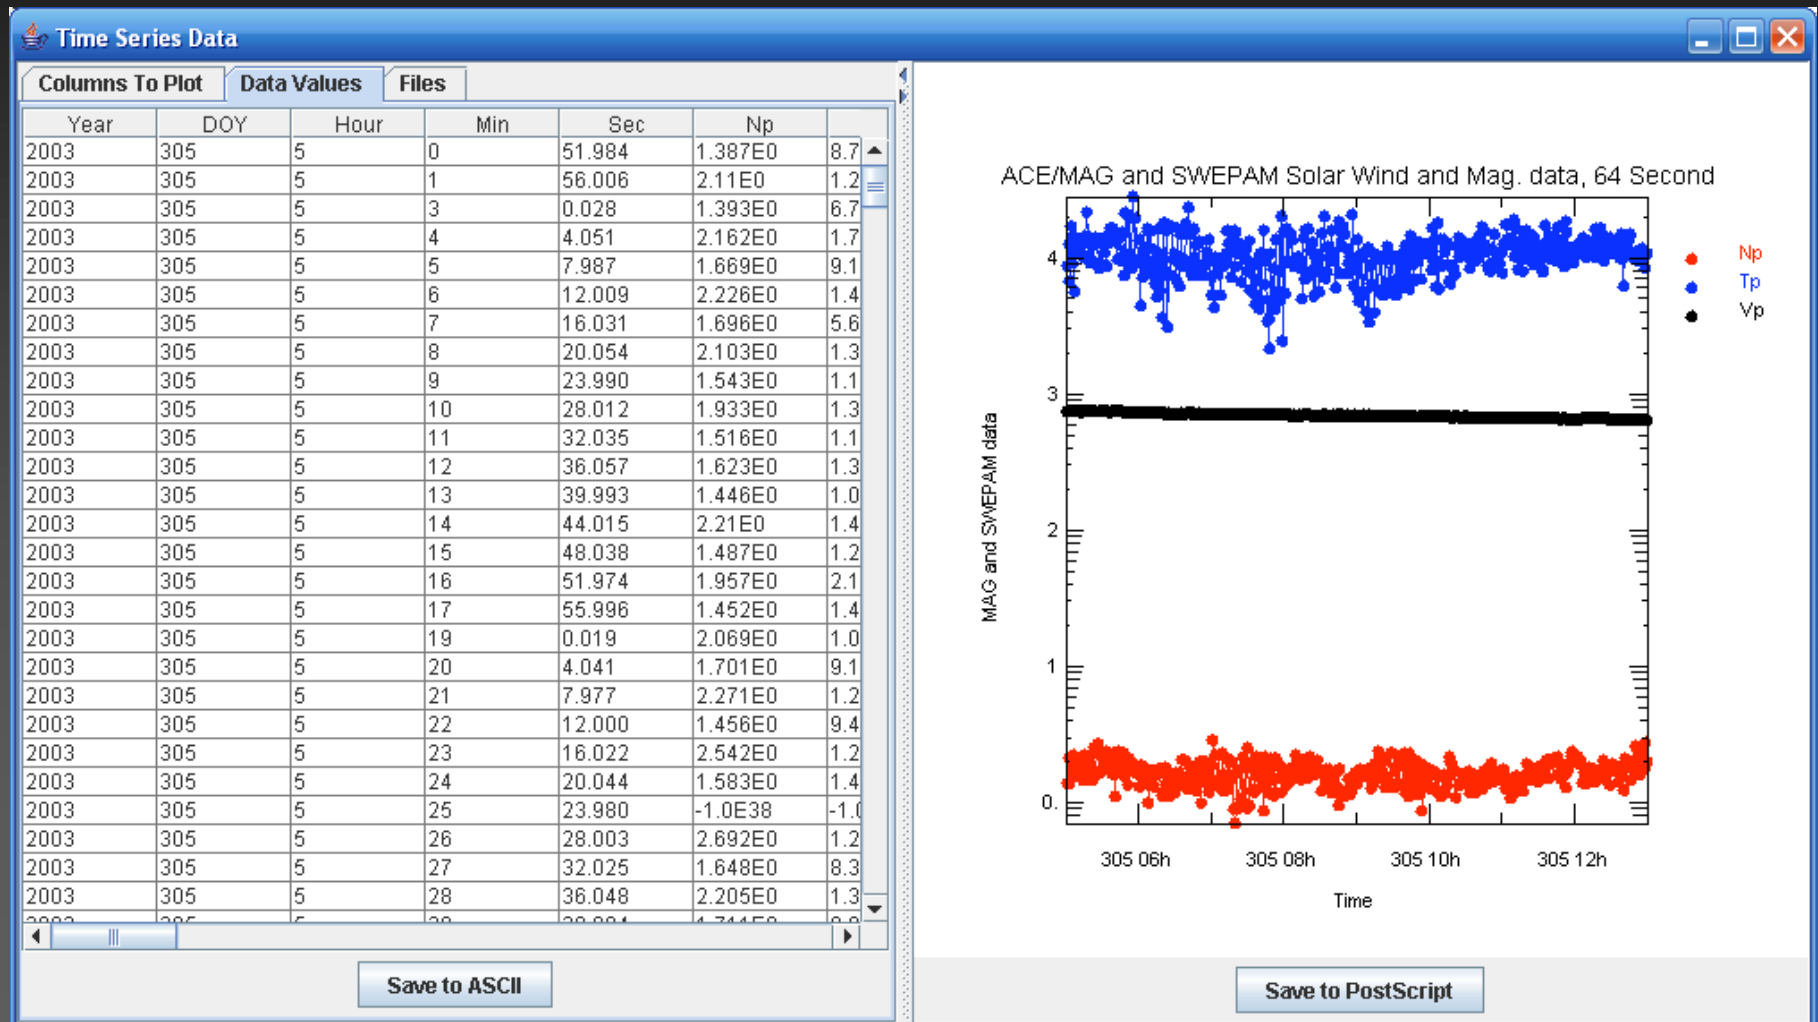 Time Series Data
Columns To Plot Data Values Files
Year DOY Hour Min Sec Np
2003 305 5 0 51.984 1.387E0 8.7
2003 305 5 1 56.006 2.11E0 1.2
2003 305 5 3 0.028 1.393E0 6.7
2003 305 5 4 4.051 2.162E0 1.7
2003 305 5 5 7.987 1.669E0 9.1
2003 305 5 6 12.009 2.226E0 1.4
2003 305 5 7 16.031 1.696E0 5.6
2003 305 5 8 20.054 2.103E0 1.3
2003 305 5 9 23.990 1.543E0 1.1
2003 305 5 10 28.012 1.933E0 1.3
2003 305 5 11 32.035 1.516E0 1.1
2003 305 5 12 36.057 1.623E0 1.3
2003 305 5 13 39.993 1.446E0 1.0
2003 305 5 14 44.015 2.21E0 1.4
2003 305 5 15 48.038 1.487E0 1.2
2003 305 5 16 51.974 1.957E0 2.1
2003 305 5 17 55.996 1.452E0 1.4
2003 305 5 19 0.019 2.069E0 1.0
2003 305 5 20 4.041 1.701E0 9.1
2003 305 5 21 7.977 2.271E0 1.2
2003 305 5 22 12.000 1.456E0 9.4
2003 305 5 23 16.022 2.542E0 1.2
2003 305 5 24 20.044 1.583E0 1.4
2003 305 5 25 23.980 -1.0E38 -1.0
2003 305 5 26 28.003 2.692E0 1.2
2003 305 5 27 32.025 1.648E0 8.3
2003 305 5 28 36.048 2.205E0 1.3
Save to ASCII
ACE/MAG and SWEPAM Solar Wind and Mag. data, 64 Second
Np
Tp
Vp
4
3
2
1
0.
MAG and SWEPAM data
305 06h 305 08h 305 10h 305 12h
Time
Save to PostScript